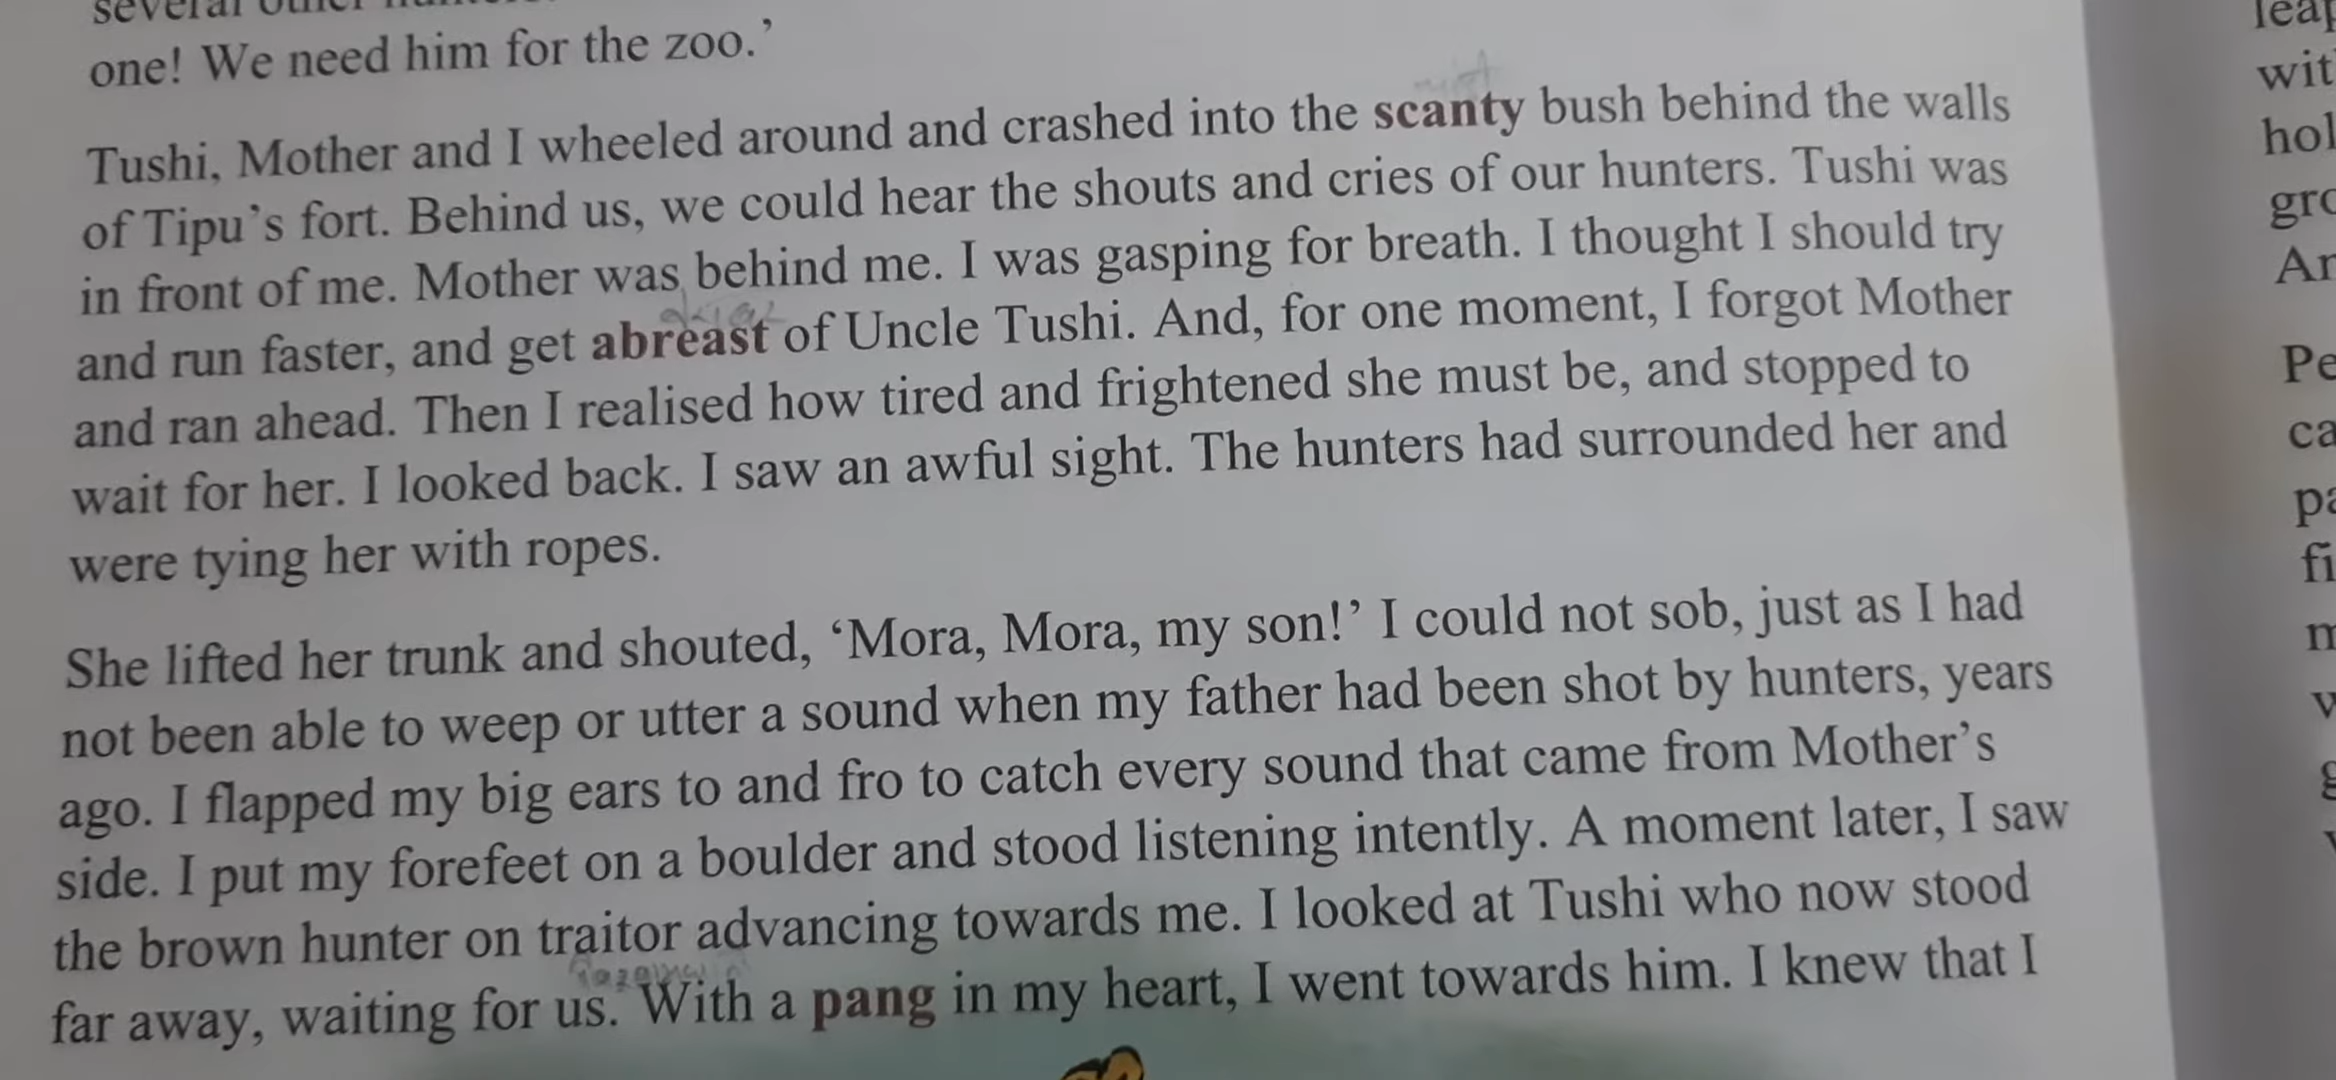 several other
one! We need him for the zoo.’
Tushi, Mother and I wheeled around and crashed into the scanty bush behind the walls
of Tipu’s fort. Behind us, we could hear the shouts and cries of our hunters. Tushi was
in front of me. Mother was behind me. I was gasping for breath. I thought I should try
and run faster, and get abreast of Uncle Tushi. And, for one moment, I forgot Mother
and ran ahead. Then I realised how tired and frightened she must be, and stopped to
wait for her. I looked back. I saw an awful sight. The hunters had surrounded her and
were tying her with ropes.
She lifted her trunk and shouted, ‘Mora, Mora, my son!’ I could not sob, just as I had
not been able to weep or utter a sound when my father had been shot by hunters, years
ago. I flapped my big ears to and fro to catch every sound that came from Mother’s
side. I put my forefeet on a boulder and stood listening intently. A moment later, I saw
the brown hunter on traitor advancing towards me. I looked at Tushi who now stood
far away, waiting for us. With a pang in my heart, I went towards him. I knew that I